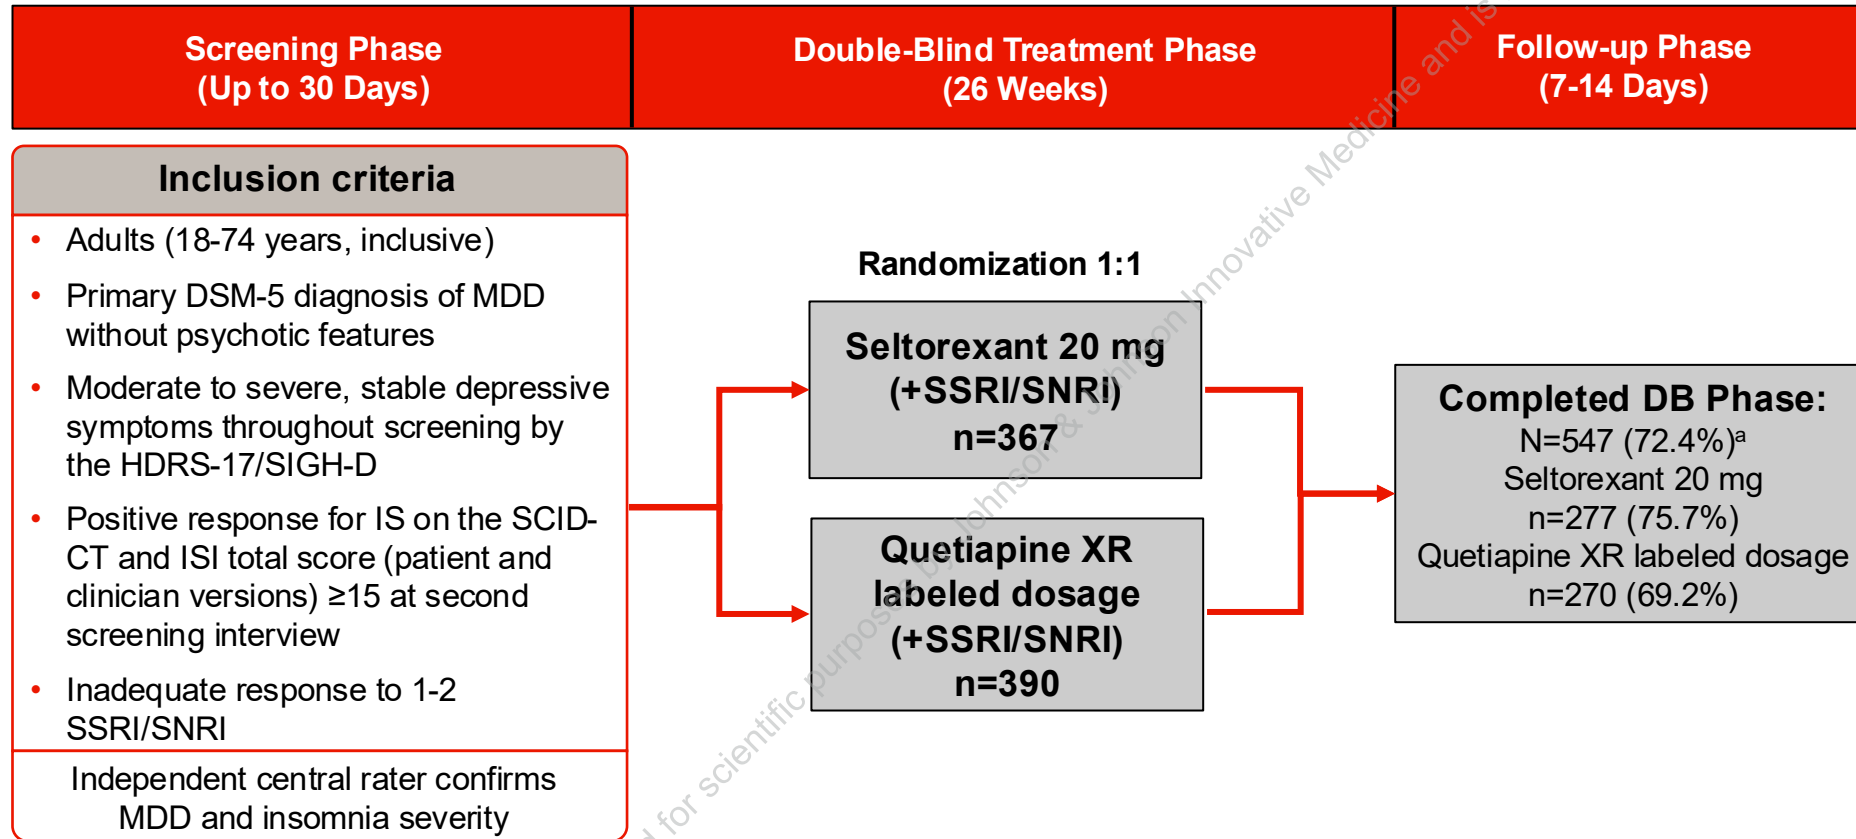 Screening Phase
(Up to 30 Days)
Double-Blind Treatment Phase
(26 Weeks)
Follow-up Phase
(7-14 Days)
Inclusion criteria
• Adults (18-74 years, inclusive)
• Primary DSM-5 diagnosis of MDD
without psychotic features
• Moderate to severe, stable depressive
symptoms throughout screening by
the HDRS-17/SIGH-D
• Positive response for IS on the SCID-
CT and ISI total score (patient and
clinician versions) ≥15 at second
screening interview
• Inadequate response to 1-2
SSRI/SNRI
Independent central rater confirms
MDD and insomnia severity
Randomization 1:1
Seltorexant 20 mg
(+SSRI/SNRI)
n=367
Quetiapine XR
labeled dosage
(+SSRI/SNRI)
n=390
Completed DB Phase:
N=547 (72.4%)ᵃ
Seltorexant 20 mg
n=277 (75.7%)
Quetiapine XR labeled dosage
n=270 (69.2%)
for scientific purposes by Johnson & Johnson Innovative Medicine and is